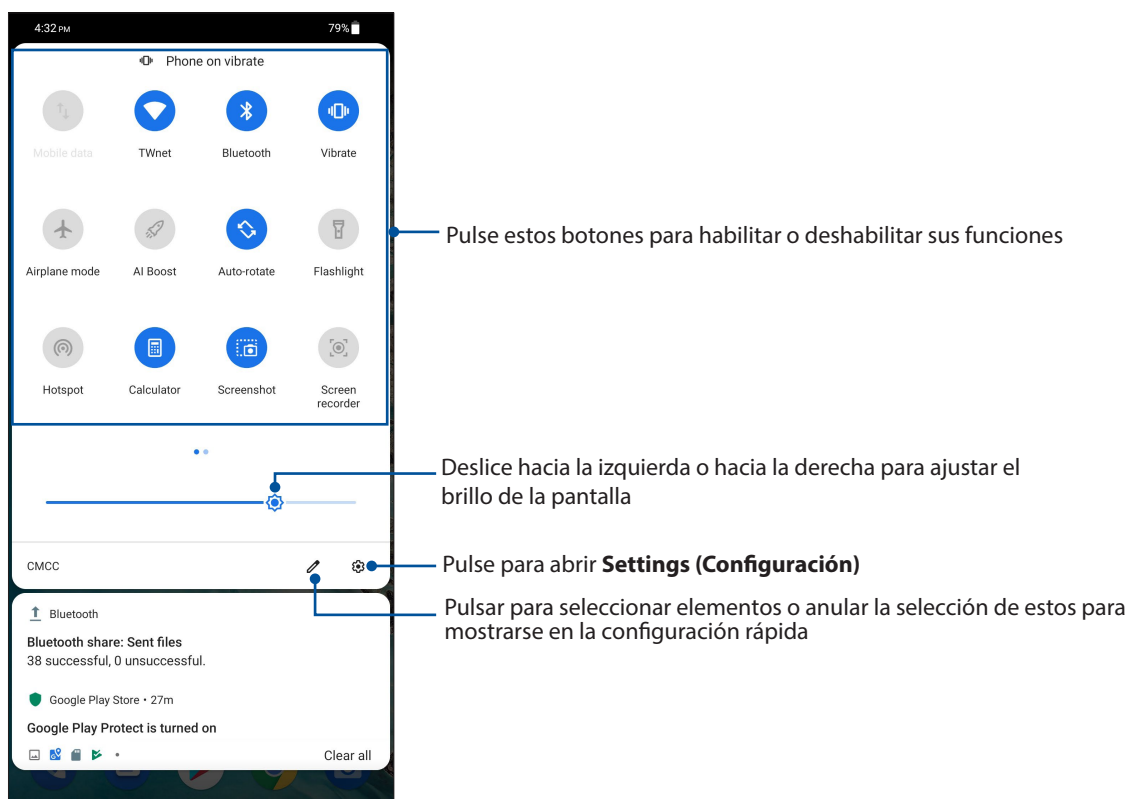 4:32 PM
79%
Phone on vibrate
Mobile data
TWnet
Bluetooth
Vibrate
Airplane mode
AI Boost
Auto-rotate
Flashlight
Pulse estos botones para habilitar o deshabilitar sus funciones
Hotspot
Calculator
Screenshot
Screen
recorder
Deslice hacia la izquierda o hacia la derecha para ajustar el
brillo de la pantalla
CMCC
Pulse para abrir Settings (Configuración)
Pulsar para seleccionar elementos o anular la selección de estos para
mostrarse en la configuración rápida
Bluetooth
Bluetooth share: Sent files
38 successful, 0 unsuccessful.
Google Play Store • 27m
Google Play Protect is turned on
Clear all